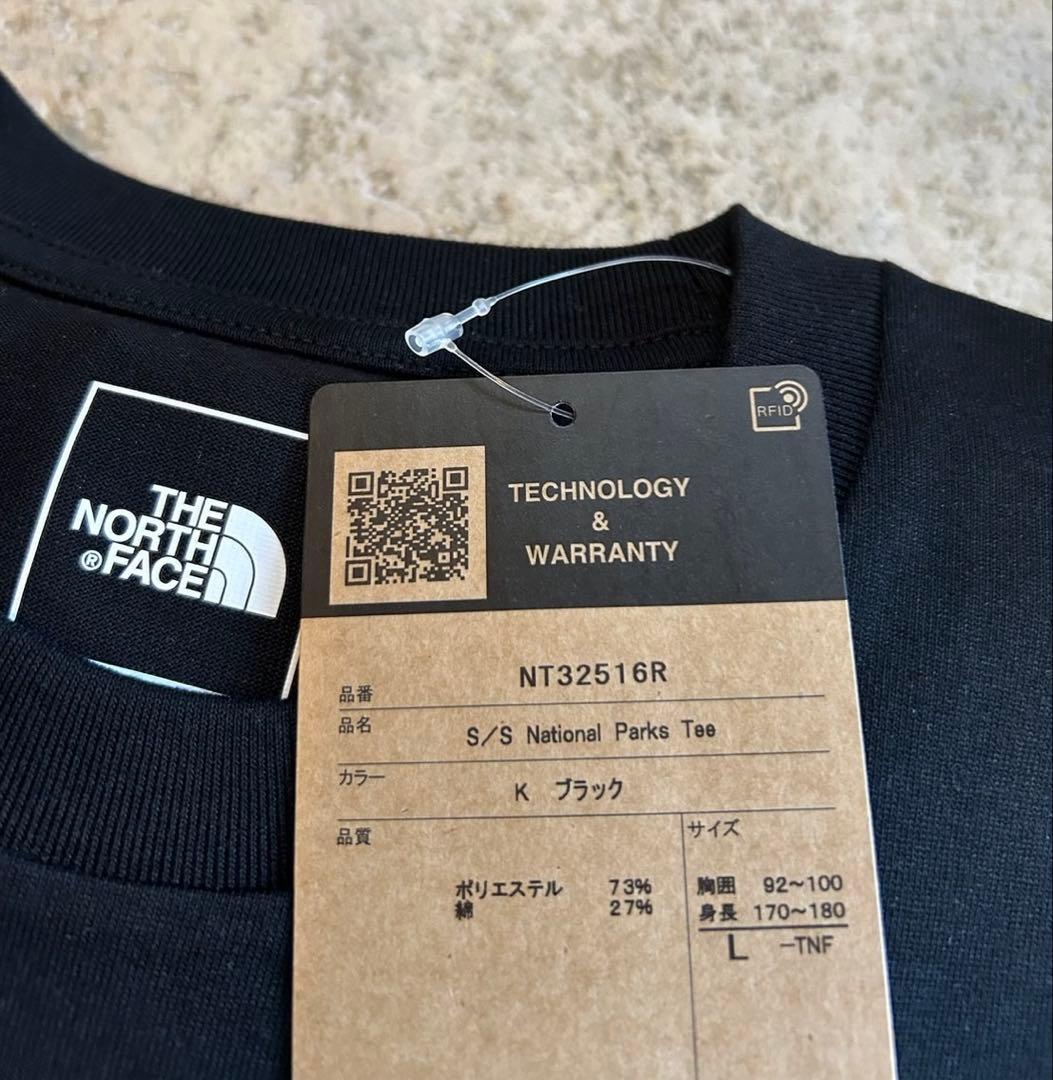 THE
NORTH
®FACE
RFID
TECHNOLOGY
&
WARRANTY
品番 NT32516R
品名 S/S National Parks Tee
カラー K ブラック
品質
ポリエステル 73%
綿 27%
サイズ
胸囲 92〜100
身長 170〜180
L -TNF